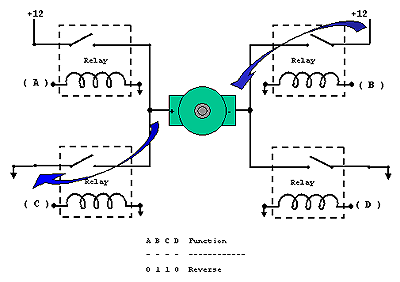 +12 +12
Relay Relay
( A ) ( B )
+ -
Relay Relay
( C ) ( D )
A B C D Function
- - - - ------------
0 1 1 0 Reverse